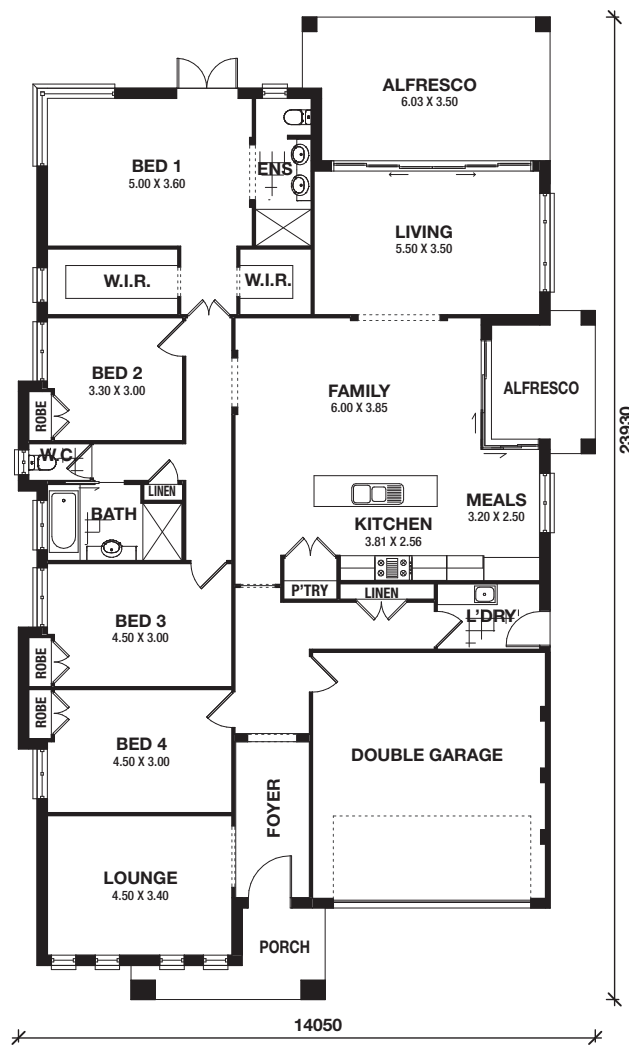 ALFRESCO
6.03 X 3.50
BED 1
5.00 X 3.60
ENS
LIVING
5.50 X 3.50
W.I.R.
W.I.R.
BED 2
3.30 X 3.00
FAMILY
6.00 X 3.85
ALFRESCO
ROBE
23930
W.C
LINEN
BATH
MEALS
3.20 X 2.50
KITCHEN
3.81 X 2.56
P'TRY
LINEN
L'DRY
BED 3
4.50 X 3.00
ROBE
ROBE
BED 4
4.50 X 3.00
DOUBLE GARAGE
FOYER
LOUNGE
4.50 X 3.40
PORCH
14050